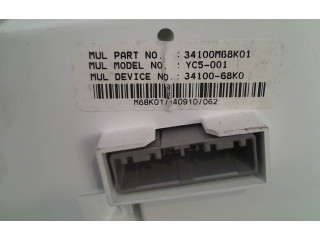 MUL PART NO. :34100M68K01
MUL MODEL NO. : YC5-001
MUL DEVICE NO.:34100-68K0
M68K01/140910/062